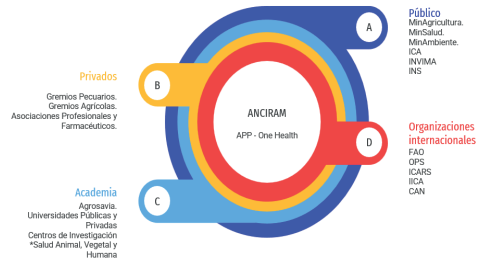 Público
MinAgricultura.
MinSalud.
MinAmbiente.
ICA
INVIMA
INS
A
Privados
Gremios Pecuarios.
Gremios Agrícolas.
Asociaciones Profesionales y
Farmacéuticos.
B
ANCIRAM
APP - One Health
D
Organizaciones
internacionales
FAO
OPS
ICARS
IICA
CAN
Academia
Agrosavia.
Universidades Públicas y
Privadas
Centros de Investigación
*Salud Animal, Vegetal y
Humana
C